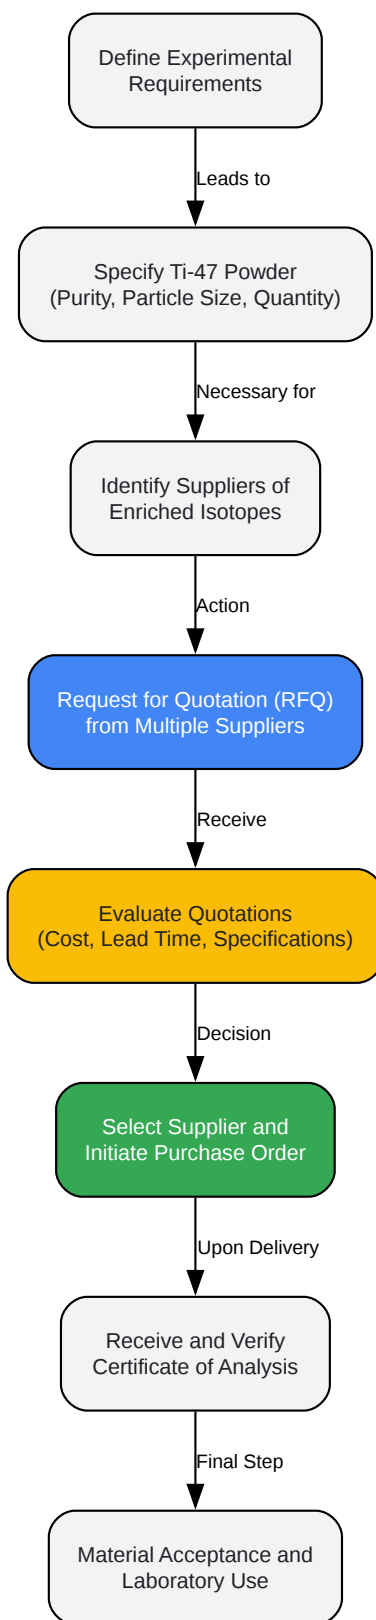 Define Experimental
Requirements
Leads to
Specify Ti-47 Powder
(Purity, Particle Size, Quantity)
Necessary for
Identify Suppliers of
Enriched Isotopes
Action
Request for Quotation (RFQ)
from Multiple Suppliers
Receive
Evaluate Quotations
(Cost, Lead Time, Specifications)
Decision
Select Supplier and
Initiate Purchase Order
Upon Delivery
Receive and Verify
Certificate of Analysis
Final Step
Material Acceptance and
Laboratory Use